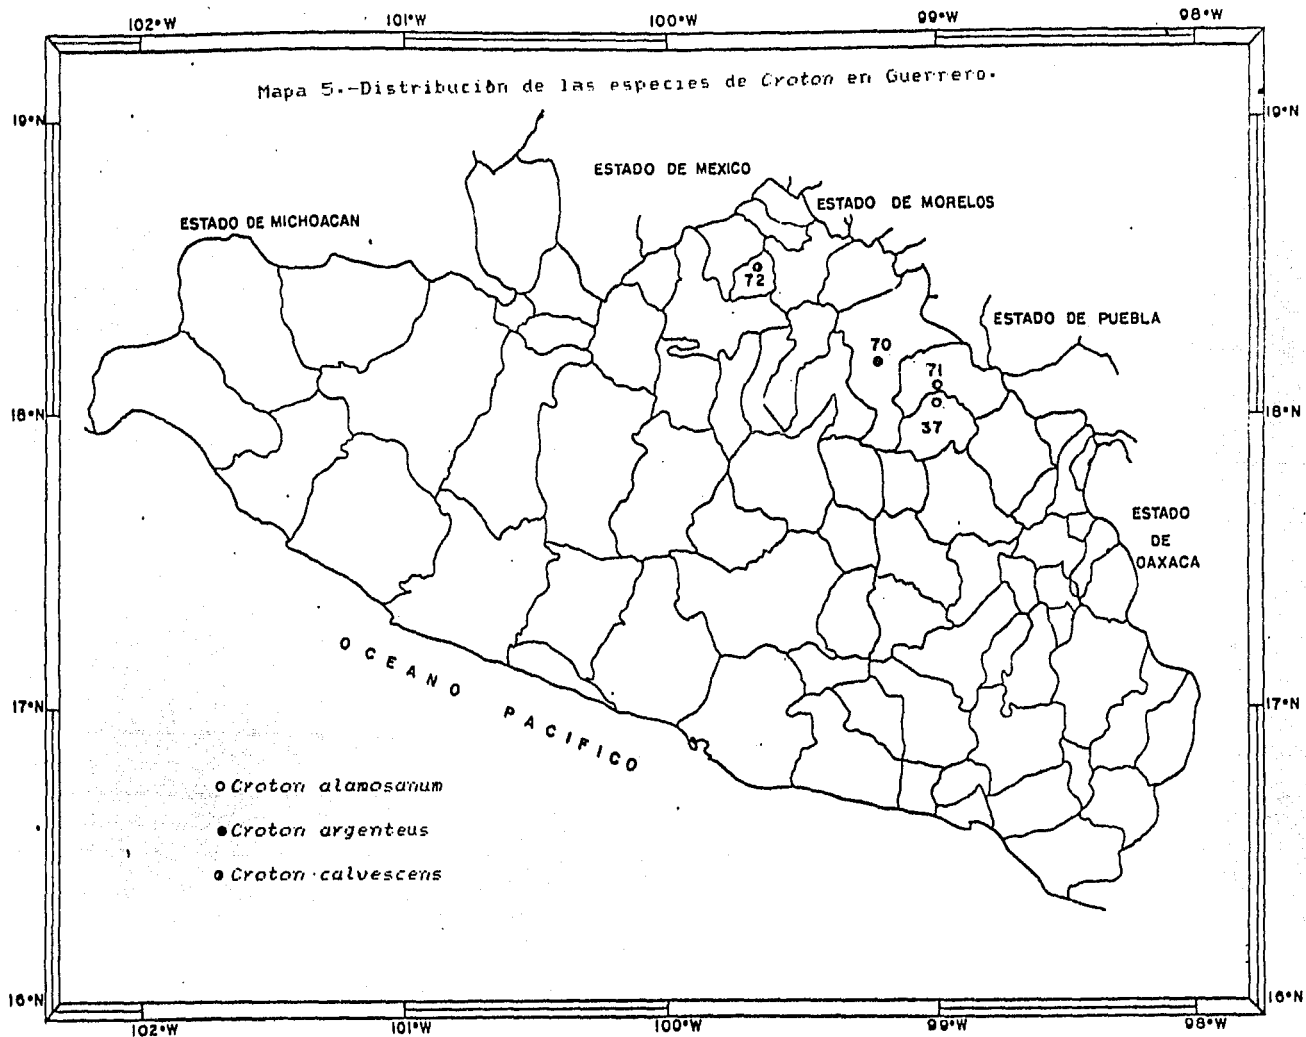 102°W 101°W 100°W 99°W 98°W
Mapa 5.-Distribución de las especies de Croton en Guerrero.
19°N 19°N
ESTADO DE MEXICO
ESTADO DE MORELOS
ESTADO DE MICHOACAN
72
ESTADO DE PUEBLA
70
71
18°N 18°N
37
ESTADO
DE
OAXACA
OCEANO PACIFICO
17°N 17°N
Croton alamosanum
Croton argenteus
Croton calvescens
16°N 16°N
102°W 101°W 100°W 99°W 98°W